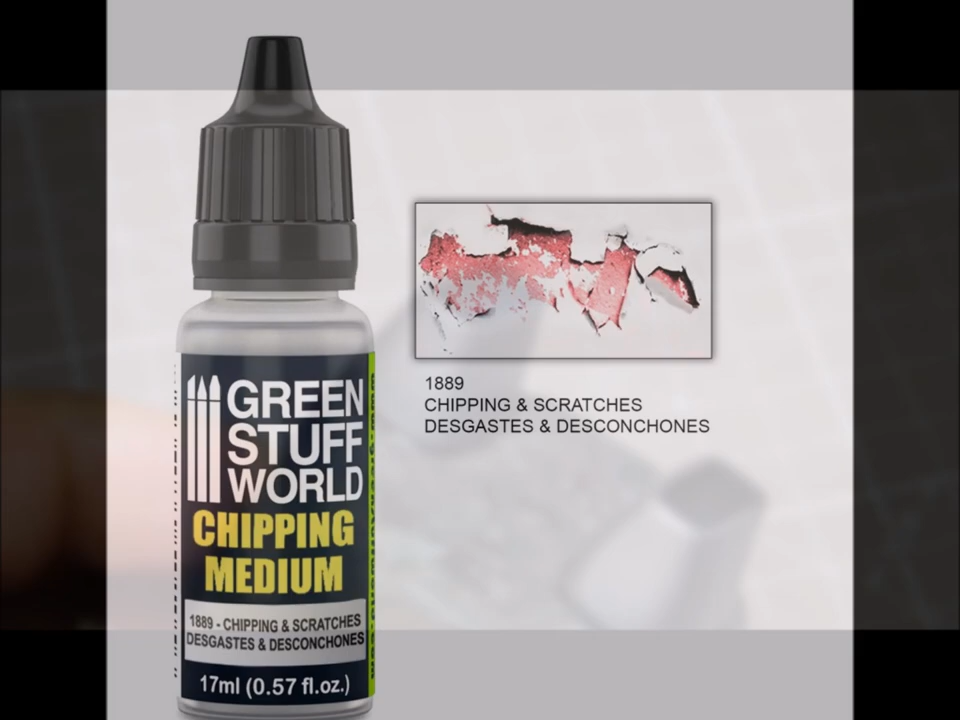 GREEN
STUFF
WORLD
CHIPPING
MEDIUM
1889 - CHIPPING & SCRATCHES
DESGASTES & DESCONCHONES
17ml (0.57 fl.oz.)
1889
CHIPPING & SCRATCHES
DESGASTES & DESCONCHONES